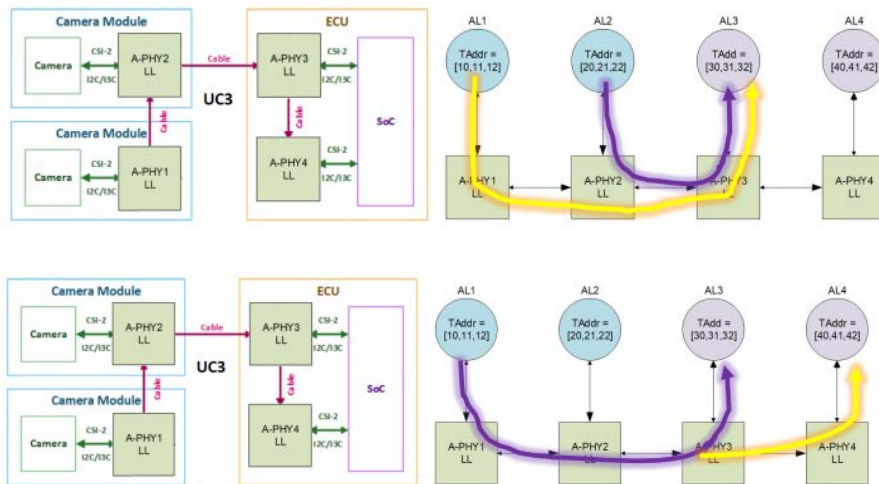 Camera Module
Camera
CSI-2
I2C/I3C
A-PHY2
LL
Cable
UC3
Cable
Camera Module
Camera
CSI-2
I2C/I3C
A-PHY1
LL
ECU
A-PHY3
LL
CSI-2
I2C/I3C
Cable
SoC
A-PHY4
LL
CSI-2
I2C/I3C
AL1
AL2
AL3
AL4
TAddr =
[10,11,12]
TAddr =
[20,21,22]
TAdd =
[30,31,32]
TAddr =
[40,41,42]
A-PHY1
LL
A-PHY2
LL
A-PHY3
LL
A-PHY4
LL
Camera Module
Camera
CSI-2
I2C/I3C
A-PHY2
LL
Cable
UC3
Cable
Camera Module
Camera
CSI-2
I2C/I3C
A-PHY1
LL
ECU
A-PHY3
LL
CSI-2
I2C/I3C
Cable
SoC
A-PHY4
LL
CSI-2
I2C/I3C
AL1
AL2
AL3
AL4
TAddr =
[10,11,12]
TAddr =
[20,21,22]
TAddr =
[30,31,32]
TAddr =
[40,41,42]
A-PHY1
LL
A-PHY2
LL
A-PHY3
LL
A-PHY4
LL